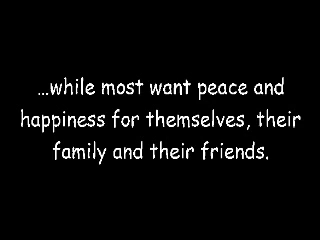 …while most want peace and
happiness for themselves, their
family and their friends.